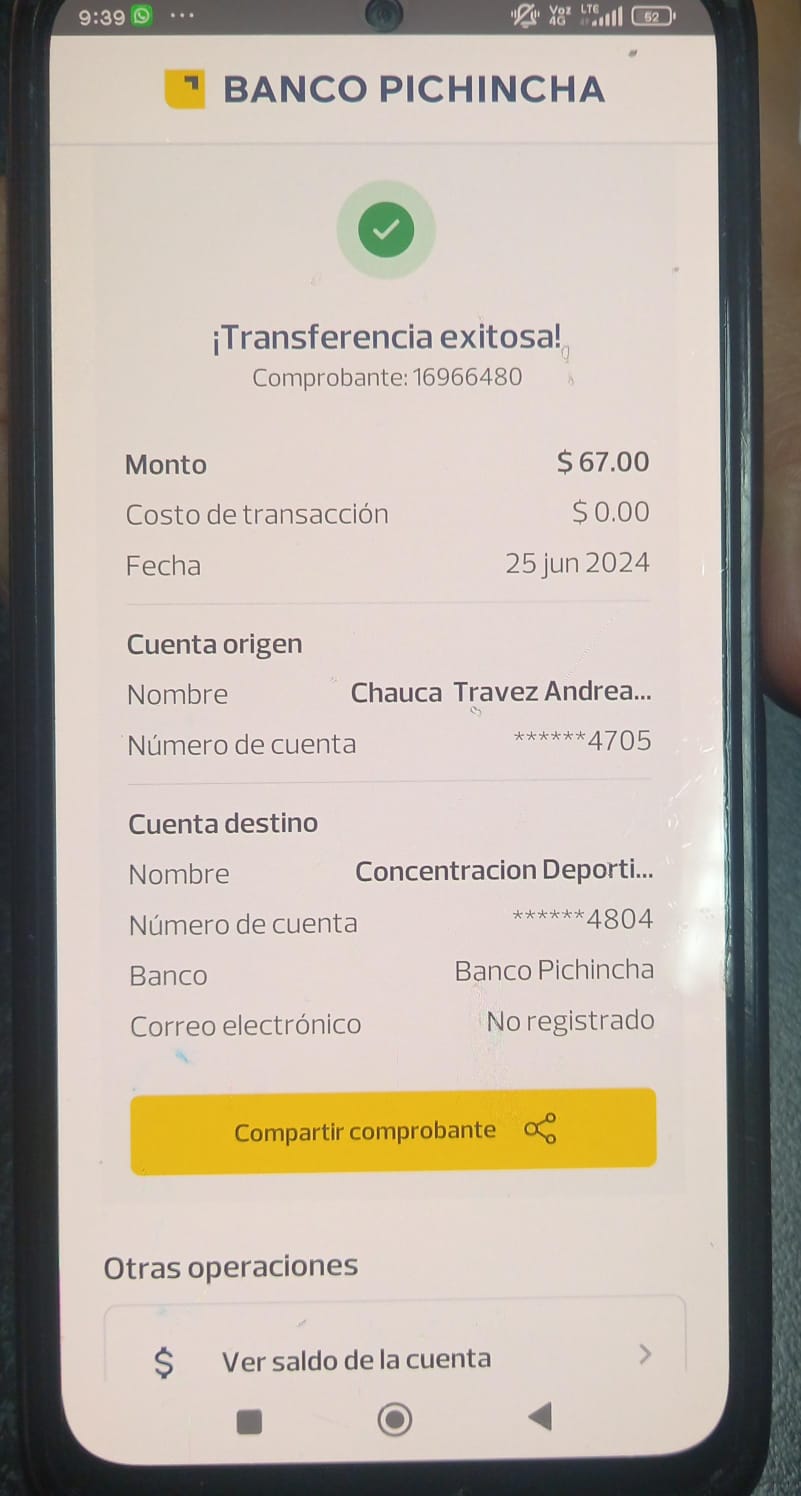 9:39 ...
Voz 4G LTE 4G 52
BANCO PICHINCHA
¡Transferencia exitosa!
Comprobante: 16966480
Monto $ 67.00
Costo de transacción $ 0.00
Fecha 25 jun 2024
Cuenta origen
Nombre Chauca Travez Andrea...
Número de cuenta ******4705
Cuenta destino
Nombre Concentracion Deporti...
Número de cuenta ******4804
Banco Banco Pichincha
Correo electrónico No registrado
Compartir comprobante
Otras operaciones
$ Ver saldo de la cuenta